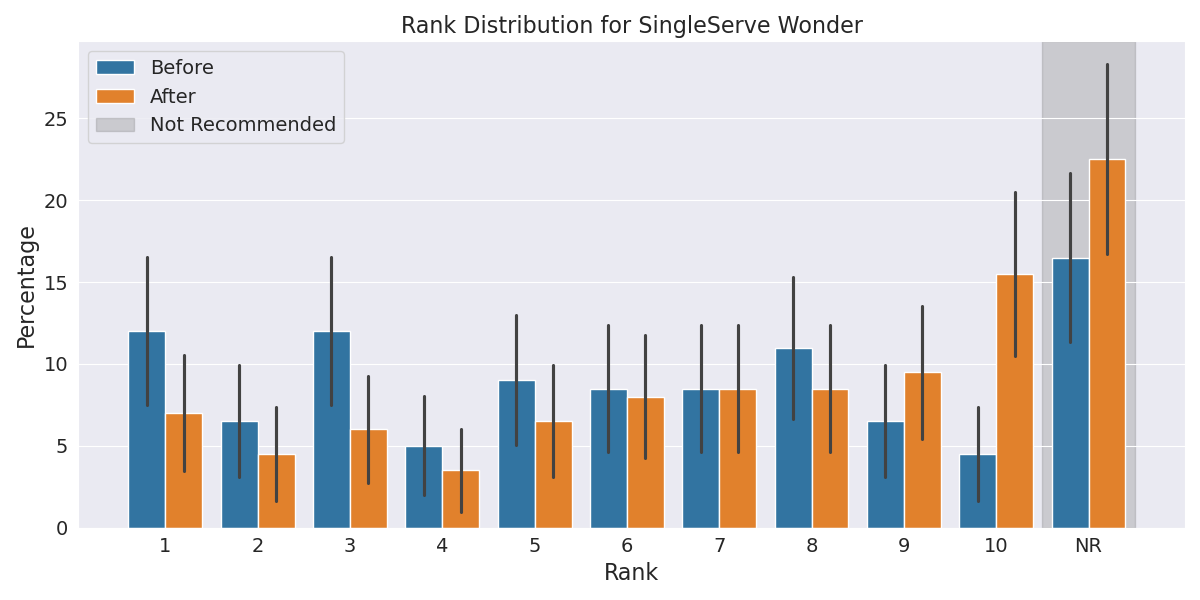 Rank Distribution for SingleServe Wonder
Before
After
Not Recommended
Percentage
25
20
15
10
5
0
1 2 3 4 5 6 7 8 9 10 NR
Rank